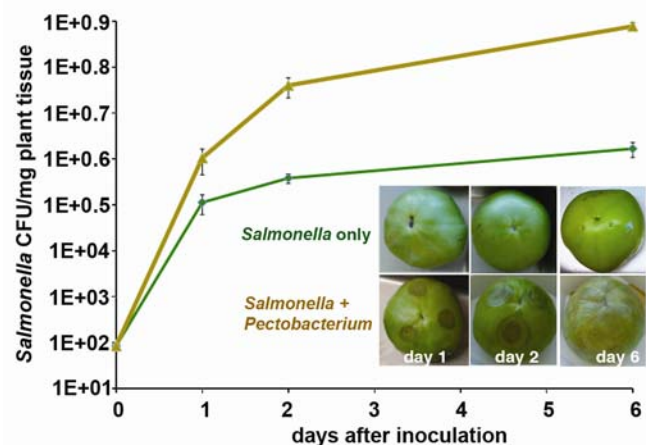 Salmonella CFU/mg plant tissue
1E+0.9
1E+0.8
1E+0.7
1E+0.6
1E+0.5
1E+04
1E+03
1E+02
1E+01
Salmonella only
Salmonella +
Pectobacterium
day 1 day 2 day 6
0 1 2 3 4 5 6
days after inoculation